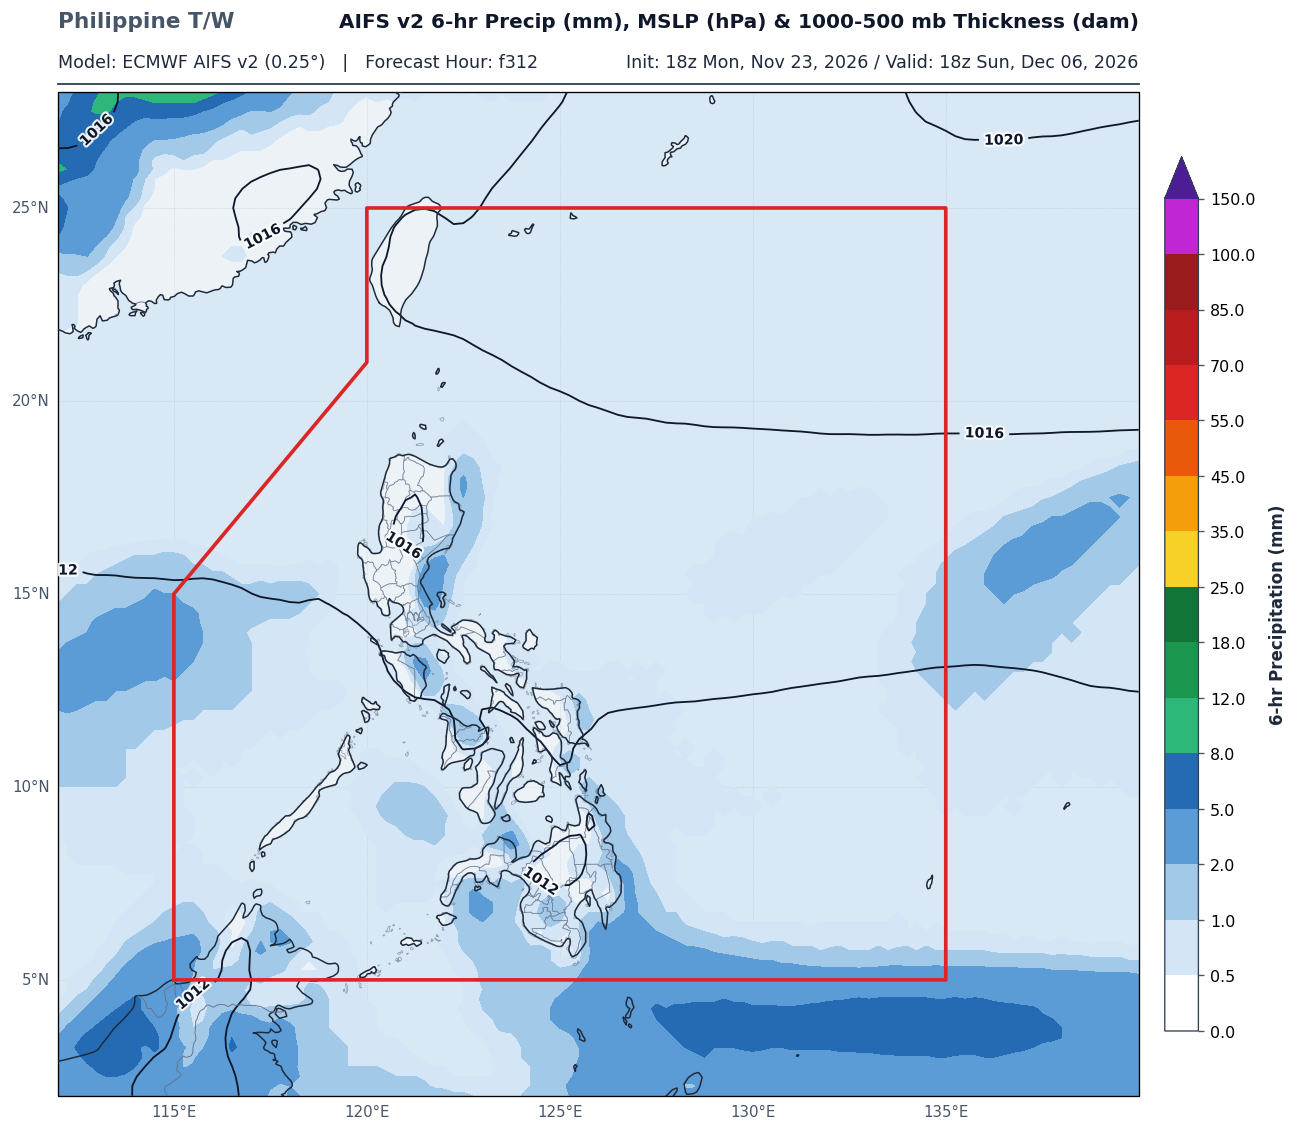 Philippine T/W
AIFS v2 6-hr Precip (mm), MSLP (hPa) & 1000-500 mb Thickness (dam)
Model: ECMWF AIFS v2 (0.25°) | Forecast Hour: f312
Init: 18z Mon, Nov 23, 2026 / Valid: 18z Sun, Dec 06, 2026
1016
1020
1016
1016
1016
12
1012
1012
25°N
20°N
15°N
10°N
5°N
115°E
120°E
125°E
130°E
135°E
150.0
100.0
85.0
70.0
55.0
45.0
35.0
25.0
18.0
12.0
8.0
5.0
2.0
1.0
0.5
0.0
6-hr Precipitation (mm)